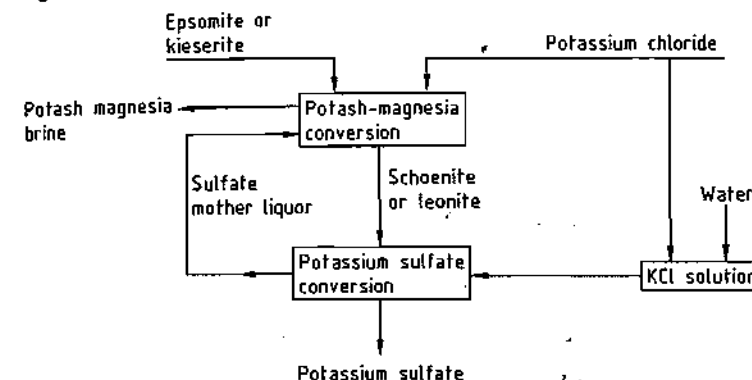 Epsomite or
kieserite
Potassium chloride
Potash magnesia
brine
Potash-magnesia
conversion
Sulfate
mother liquor
Schoenite
or leonite
Water
Potassium sulfate
conversion
KCl solution
Potassium sulfate